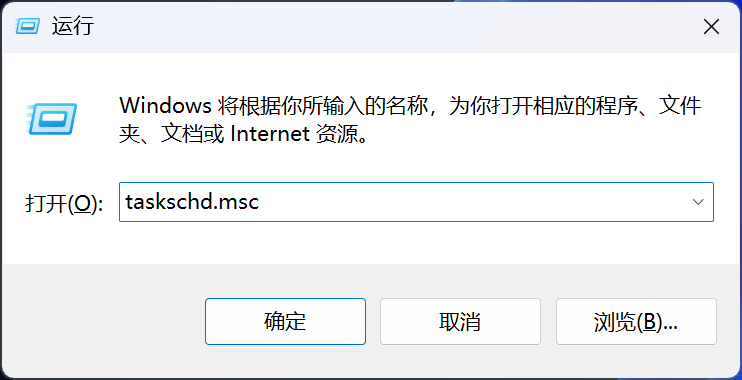 运行
Windows 将根据你所输入的名称，为你打开相应的程序、文件
夹、文档或 Internet 资源。
打开(O): taskschd.msc
确定 取消 浏览(B)...